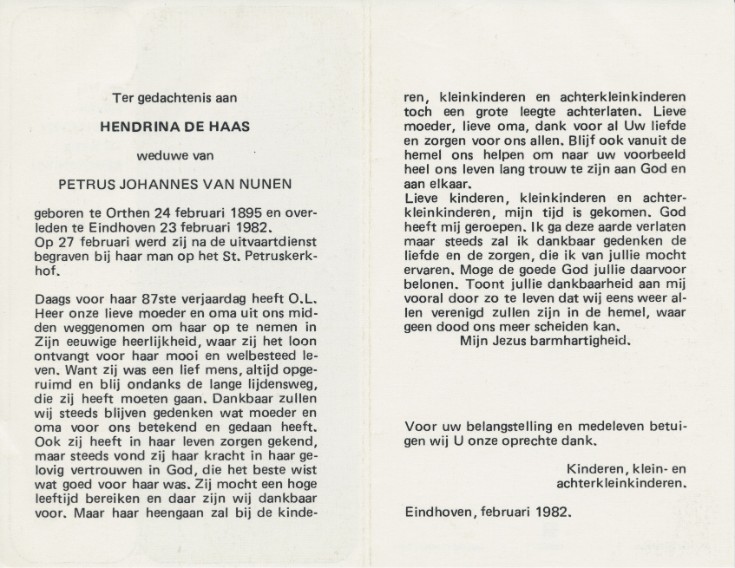 Ter gedachtenis aan
HENDRINA DE HAAS
weduwe van
PETRUS JOHANNES VAN NUNEN
geboren te Orthen 24 februari 1895 en over-
leden te Eindhoven 23 februari 1982.
Op 27 februari werd zij na de uitvaartdienst
begraven bij haar man op het St. Petruskerk-
hof.
Daags voor haar 87ste verjaardag heeft O.L.
Heer onze lieve moeder en oma uit ons mid-
den weggenomen om haar op te nemen in
Zijn eeuwige heerlijkheid, waar zij het loon
ontvangt voor haar mooi en welbesteed le-
ven. Want zij was een lief mens, altijd opge-
ruimd en blij ondanks de lange lijdensweg,
die zij heeft moeten gaan. Dankbaar zullen
wij steeds blijven gedenken wat moeder en
oma voor ons betekend en gedaan heeft.
Ook zij heeft in haar leven zorgen gekend,
maar steeds vond zij haar kracht in haar ge-
lovig vertrouwen in God, die het beste wist
wat goed voor haar was. Zij mocht een hoge
leeftijd bereiken en daar zijn wij dankbaar
voor. Maar haar heengaan zal bij de kinde-
ren, kleinkinderen en achterkleinkinderen
toch een grote leegte achterlaten. Lieve
moeder, lieve oma, dank voor al Uw liefde
en zorgen voor ons allen. Blijf ook vanuit de
hemel ons helpen om naar uw voorbeeld
heel ons leven lang trouw te zijn aan God en
aan elkaar.
Lieve kinderen, kleinkinderen en achter-
kleinkinderen, mijn tijd is gekomen. God
heeft mij geroepen. Ik ga deze aarde verlaten
maar steeds zal ik dankbaar gedenken de
liefde en de zorgen, die ik van jullie mocht
ervaren. Moge de goede God jullie daarvoor
belonen. Toont jullie dankbaarheid aan mij
vooral door zo te leven dat wij eens weer al-
len verenigd zullen zijn in de hemel, waar
geen dood ons meer scheiden kan.
Mijn Jezus barmhartigheid.
Voor uw belangstelling en medeleven betui-
gen wij U onze oprechte dank.
Kinderen, klein- en
achterkleinkinderen.
Eindhoven, februari 1982.